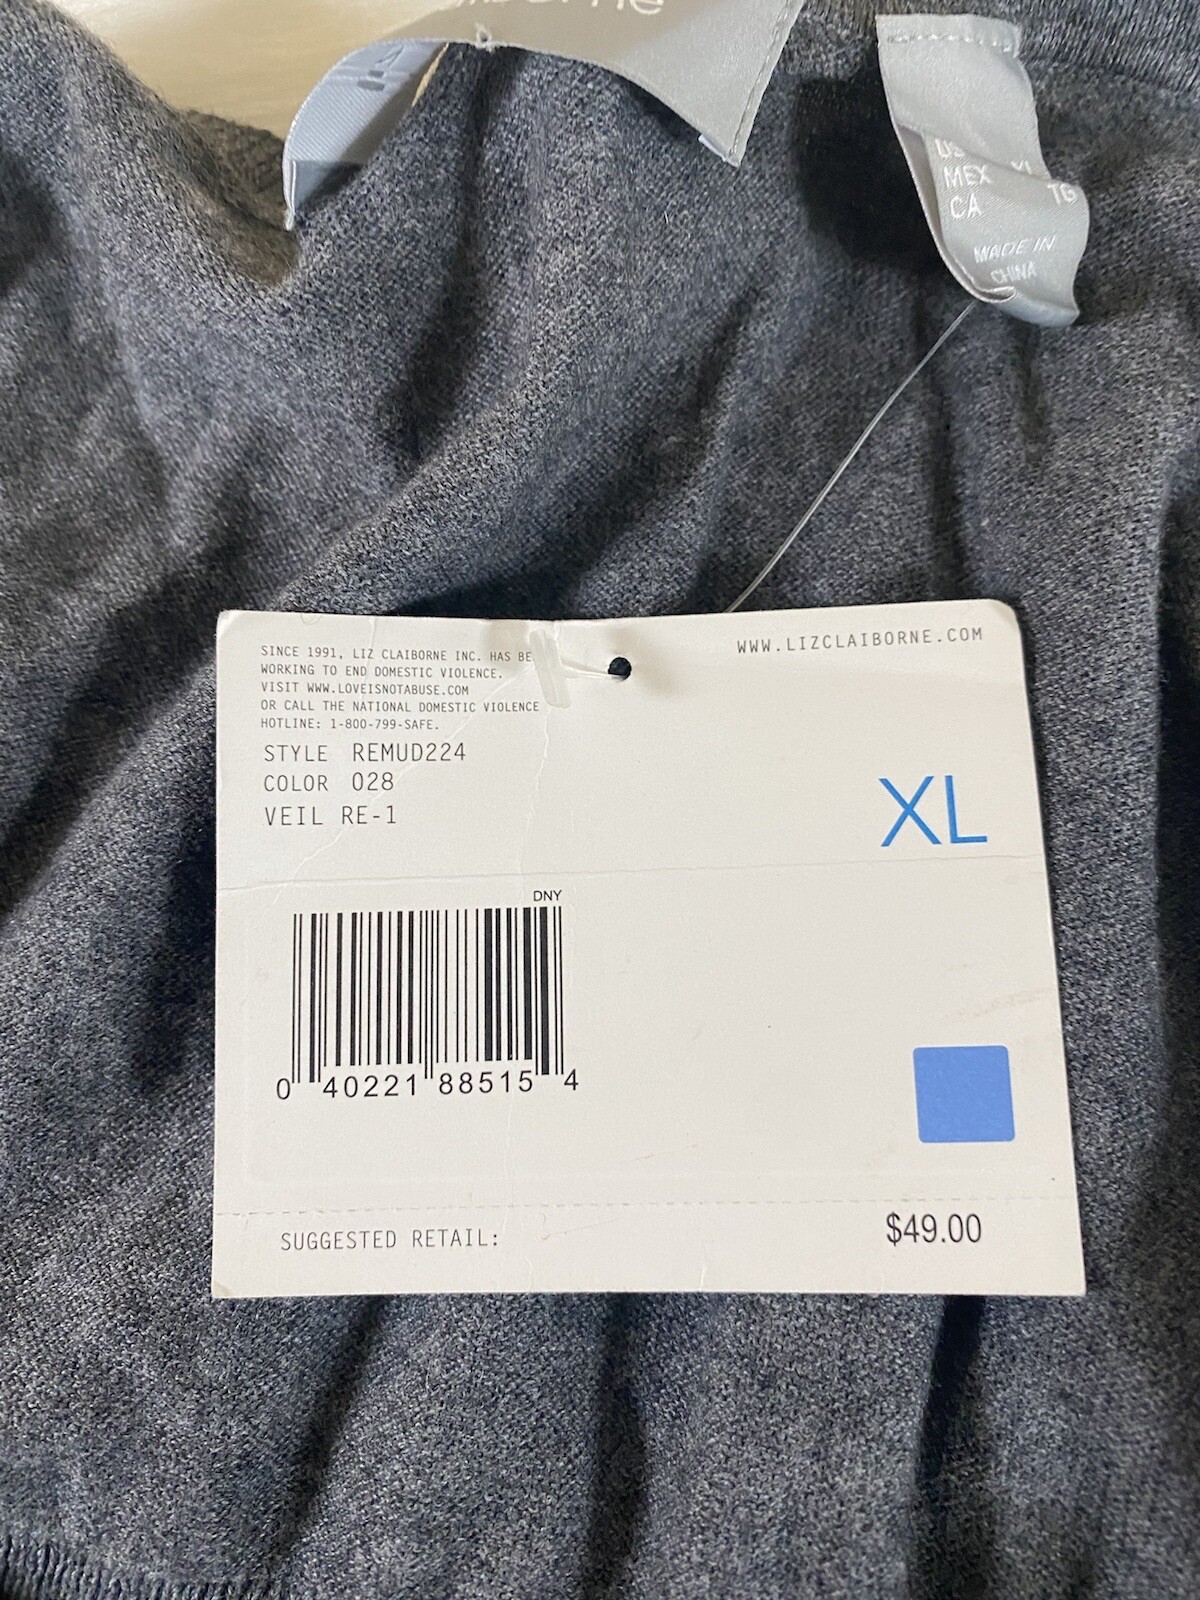 US XL
MEX TG
CA
MADE IN
CHINA
WWW.LIZCLAIBORNE.COM
SINCE 1991, LIZ CLAIBORNE INC. HAS
WORKING TO END DOMESTIC VIOLENCE.
VISIT WWW.LOVEISNOTABUSE.COM
OR CALL THE NATIONAL DOMESTIC VIOLENCE
HOTLINE: 1-800-799-SAFE.
STYLE REMUD224
COLOR 028
VEIL RE-1
XL
DNY
0 40221 88515 4
SUGGESTED RETAIL: $49.00